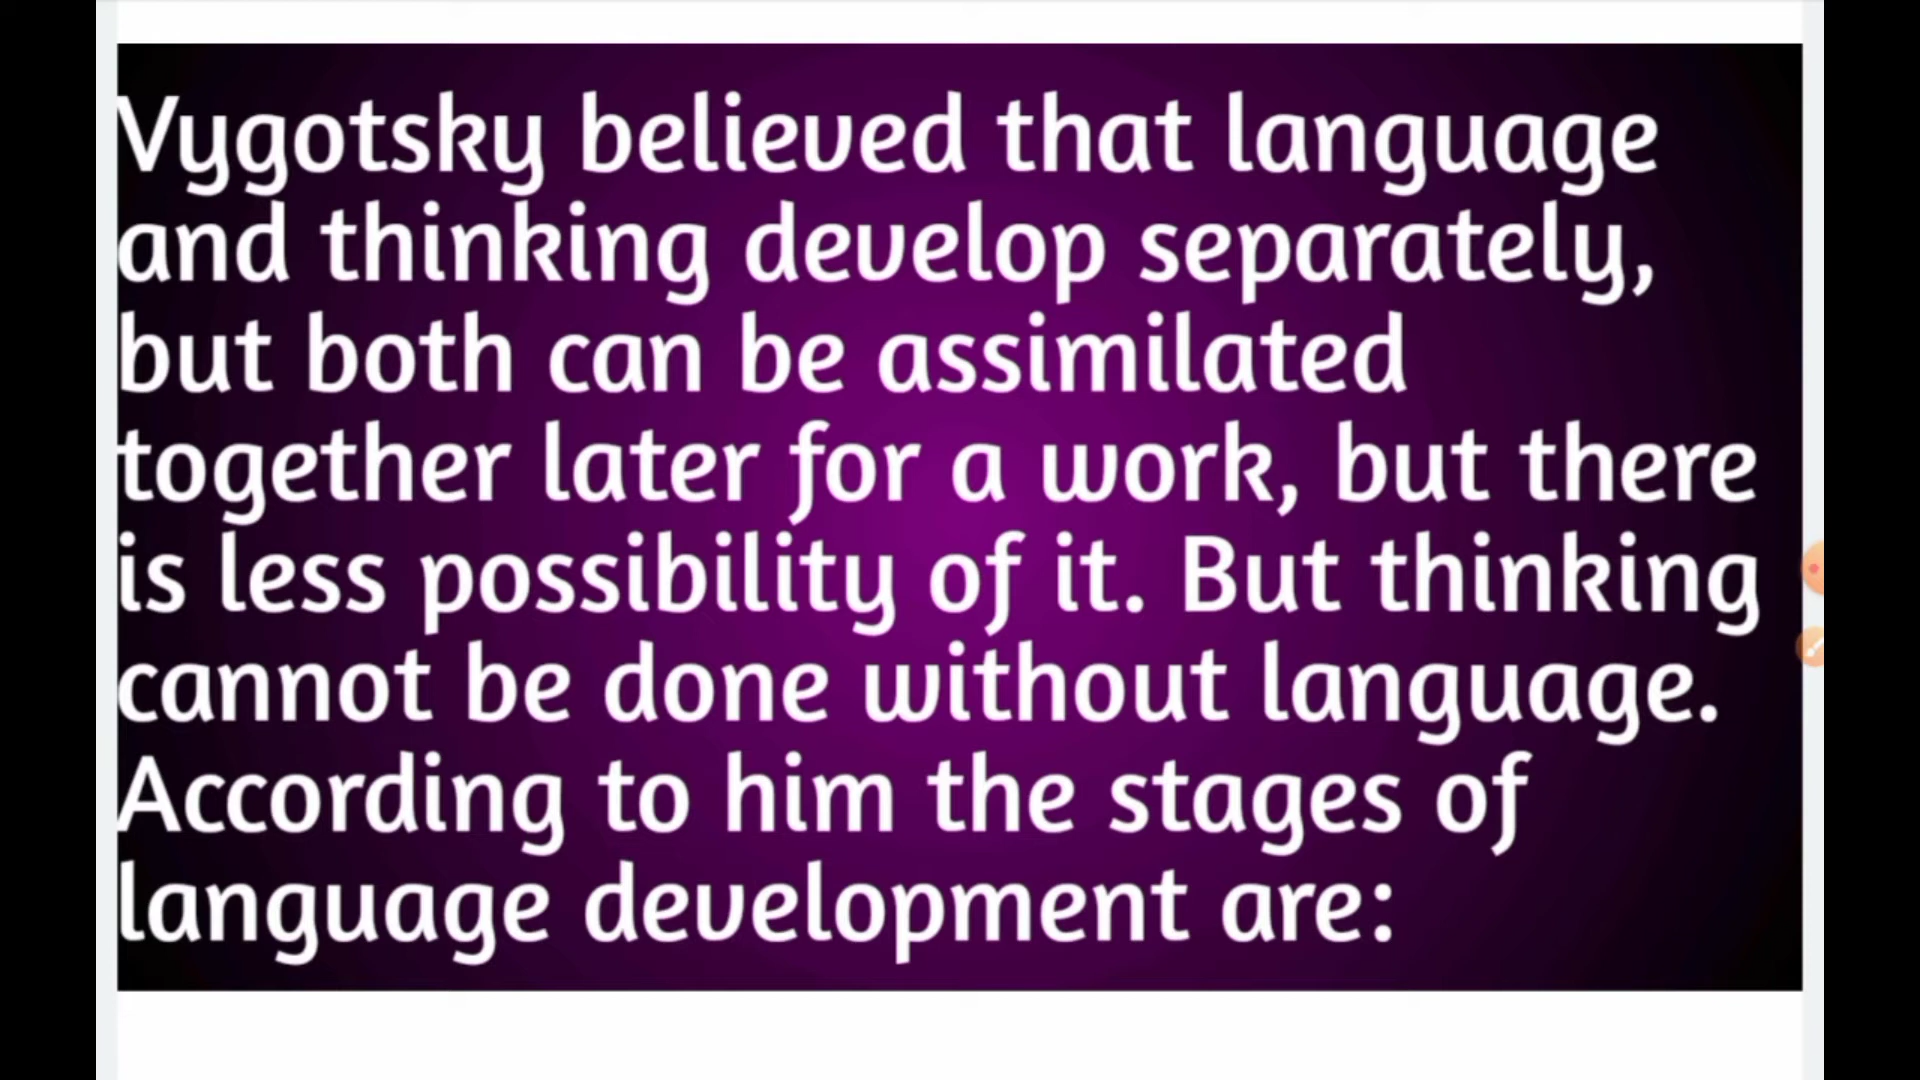 Vygotsky believed that language
and thinking develop separately,
but both can be assimilated
together later for a work, but there
is less possibility of it. But thinking
cannot be done without language.
According to him the stages of
language development are: